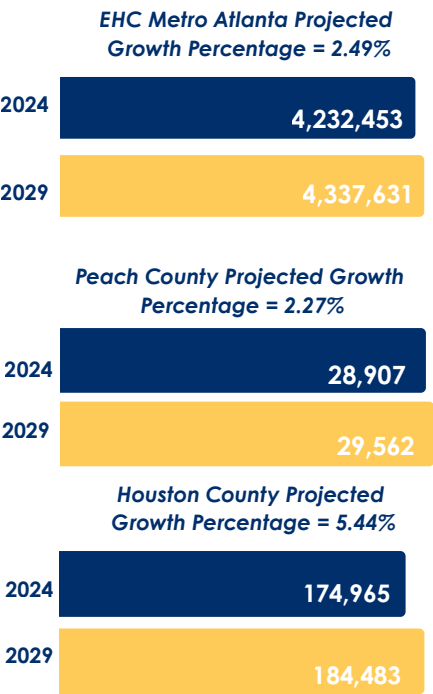 EHC Metro Atlanta Projected
Growth Percentage = 2.49%
2024
4,232,453
2029
4,337,631
Peach County Projected Growth
Percentage = 2.27%
2024
28,907
2029
29,562
Houston County Projected
Growth Percentage = 5.44%
2024
174,965
2029
184,483